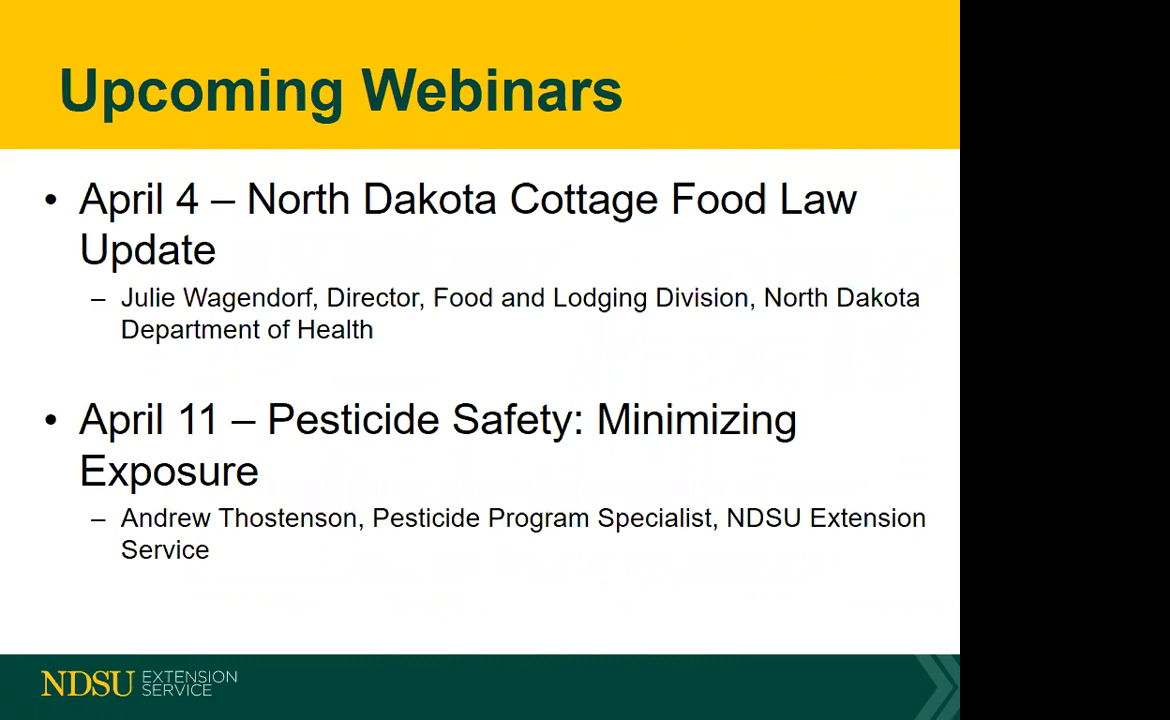 Upcoming Webinars
• April 4 – North Dakota Cottage Food Law
Update
– Julie Wagendorf, Director, Food and Lodging Division, North Dakota
Department of Health
• April 11 – Pesticide Safety: Minimizing
Exposure
– Andrew Thostenson, Pesticide Program Specialist, NDSU Extension
Service
NDSU EXTENSION
SERVICE